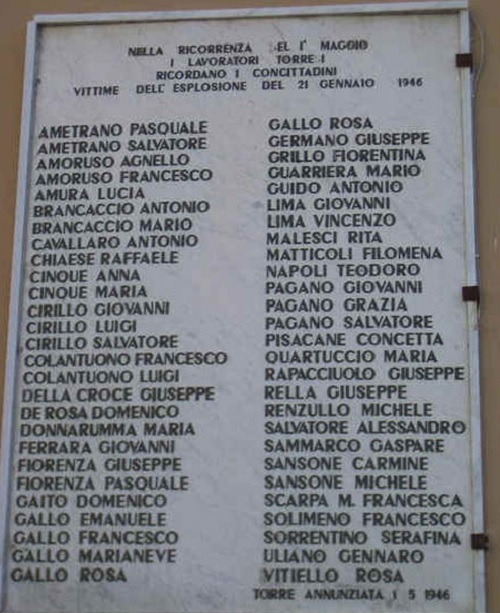 NELLA RICORRENZA EL I° MAGGIO
I LAVORATORI TORRE I
RICORDANO I CONCITTADINI
VITTIME DELL'ESPLOSIONE DEL 21 GENNAIO 1946
AMETRANO PASQUALE
AMETRANO SALVATORE
AMORUSO AGNELLO
AMORUSO FRANCESCO
AMURA LUCIA
BRANCACCIO ANTONIO
BRANCACCIO MARIO
CAVALLARO ANTONIO
CHIAESE RAFFAELE
CINQUE ANNA
CINQUE MARIA
CIRILLO GIOVANNI
CIRILLO LUIGI
CIRILLO SALVATORE
COLANTUONO FRANCESCO
COLANTUONO LUIGI
DELLA CROCE GIUSEPPE
DE ROSA DOMENICO
DONNARUMMA MARIA
FERRARA GIOVANNI
FIORENZA GIUSEPPE
FIORENZA PASQUALE
GAITO DOMENICO
GALLO EMANUELE
GALLO FRANCESCO
GALLO MARIANEVE
GALLO ROSA
GALLO ROSA
GERMANO GIUSEPPE
GRILLO FIORENTINA
GUARRIERA MARIO
GUIDO ANTONIO
LIMA GIOVANNI
LIMA VINCENZO
MALESCI RITA
MATTICOLI FILOMENA
NAPOLI TEODORO
PAGANO GIOVANNI
PAGANO GRAZIA
PAGANO SALVATORE
PISACANE CONCETTA
QUARTUCCIO MARIA
RAPACCIUOLO GIUSEPPE
RELLA GIUSEPPE
RENZULLO MICHELE
SALVATORE ALESSANDRO
SAMMARCO GASPARE
SANSONE CARMINE
SANSONE MICHELE
SCARPA M. FRANCESCA
SOLIMENO FRANCESCO
SORRENTINO SERAFINA
ULIANO GENNARO
VITIELLO ROSA
TORRE ANNUNZIATA 1 5 1946